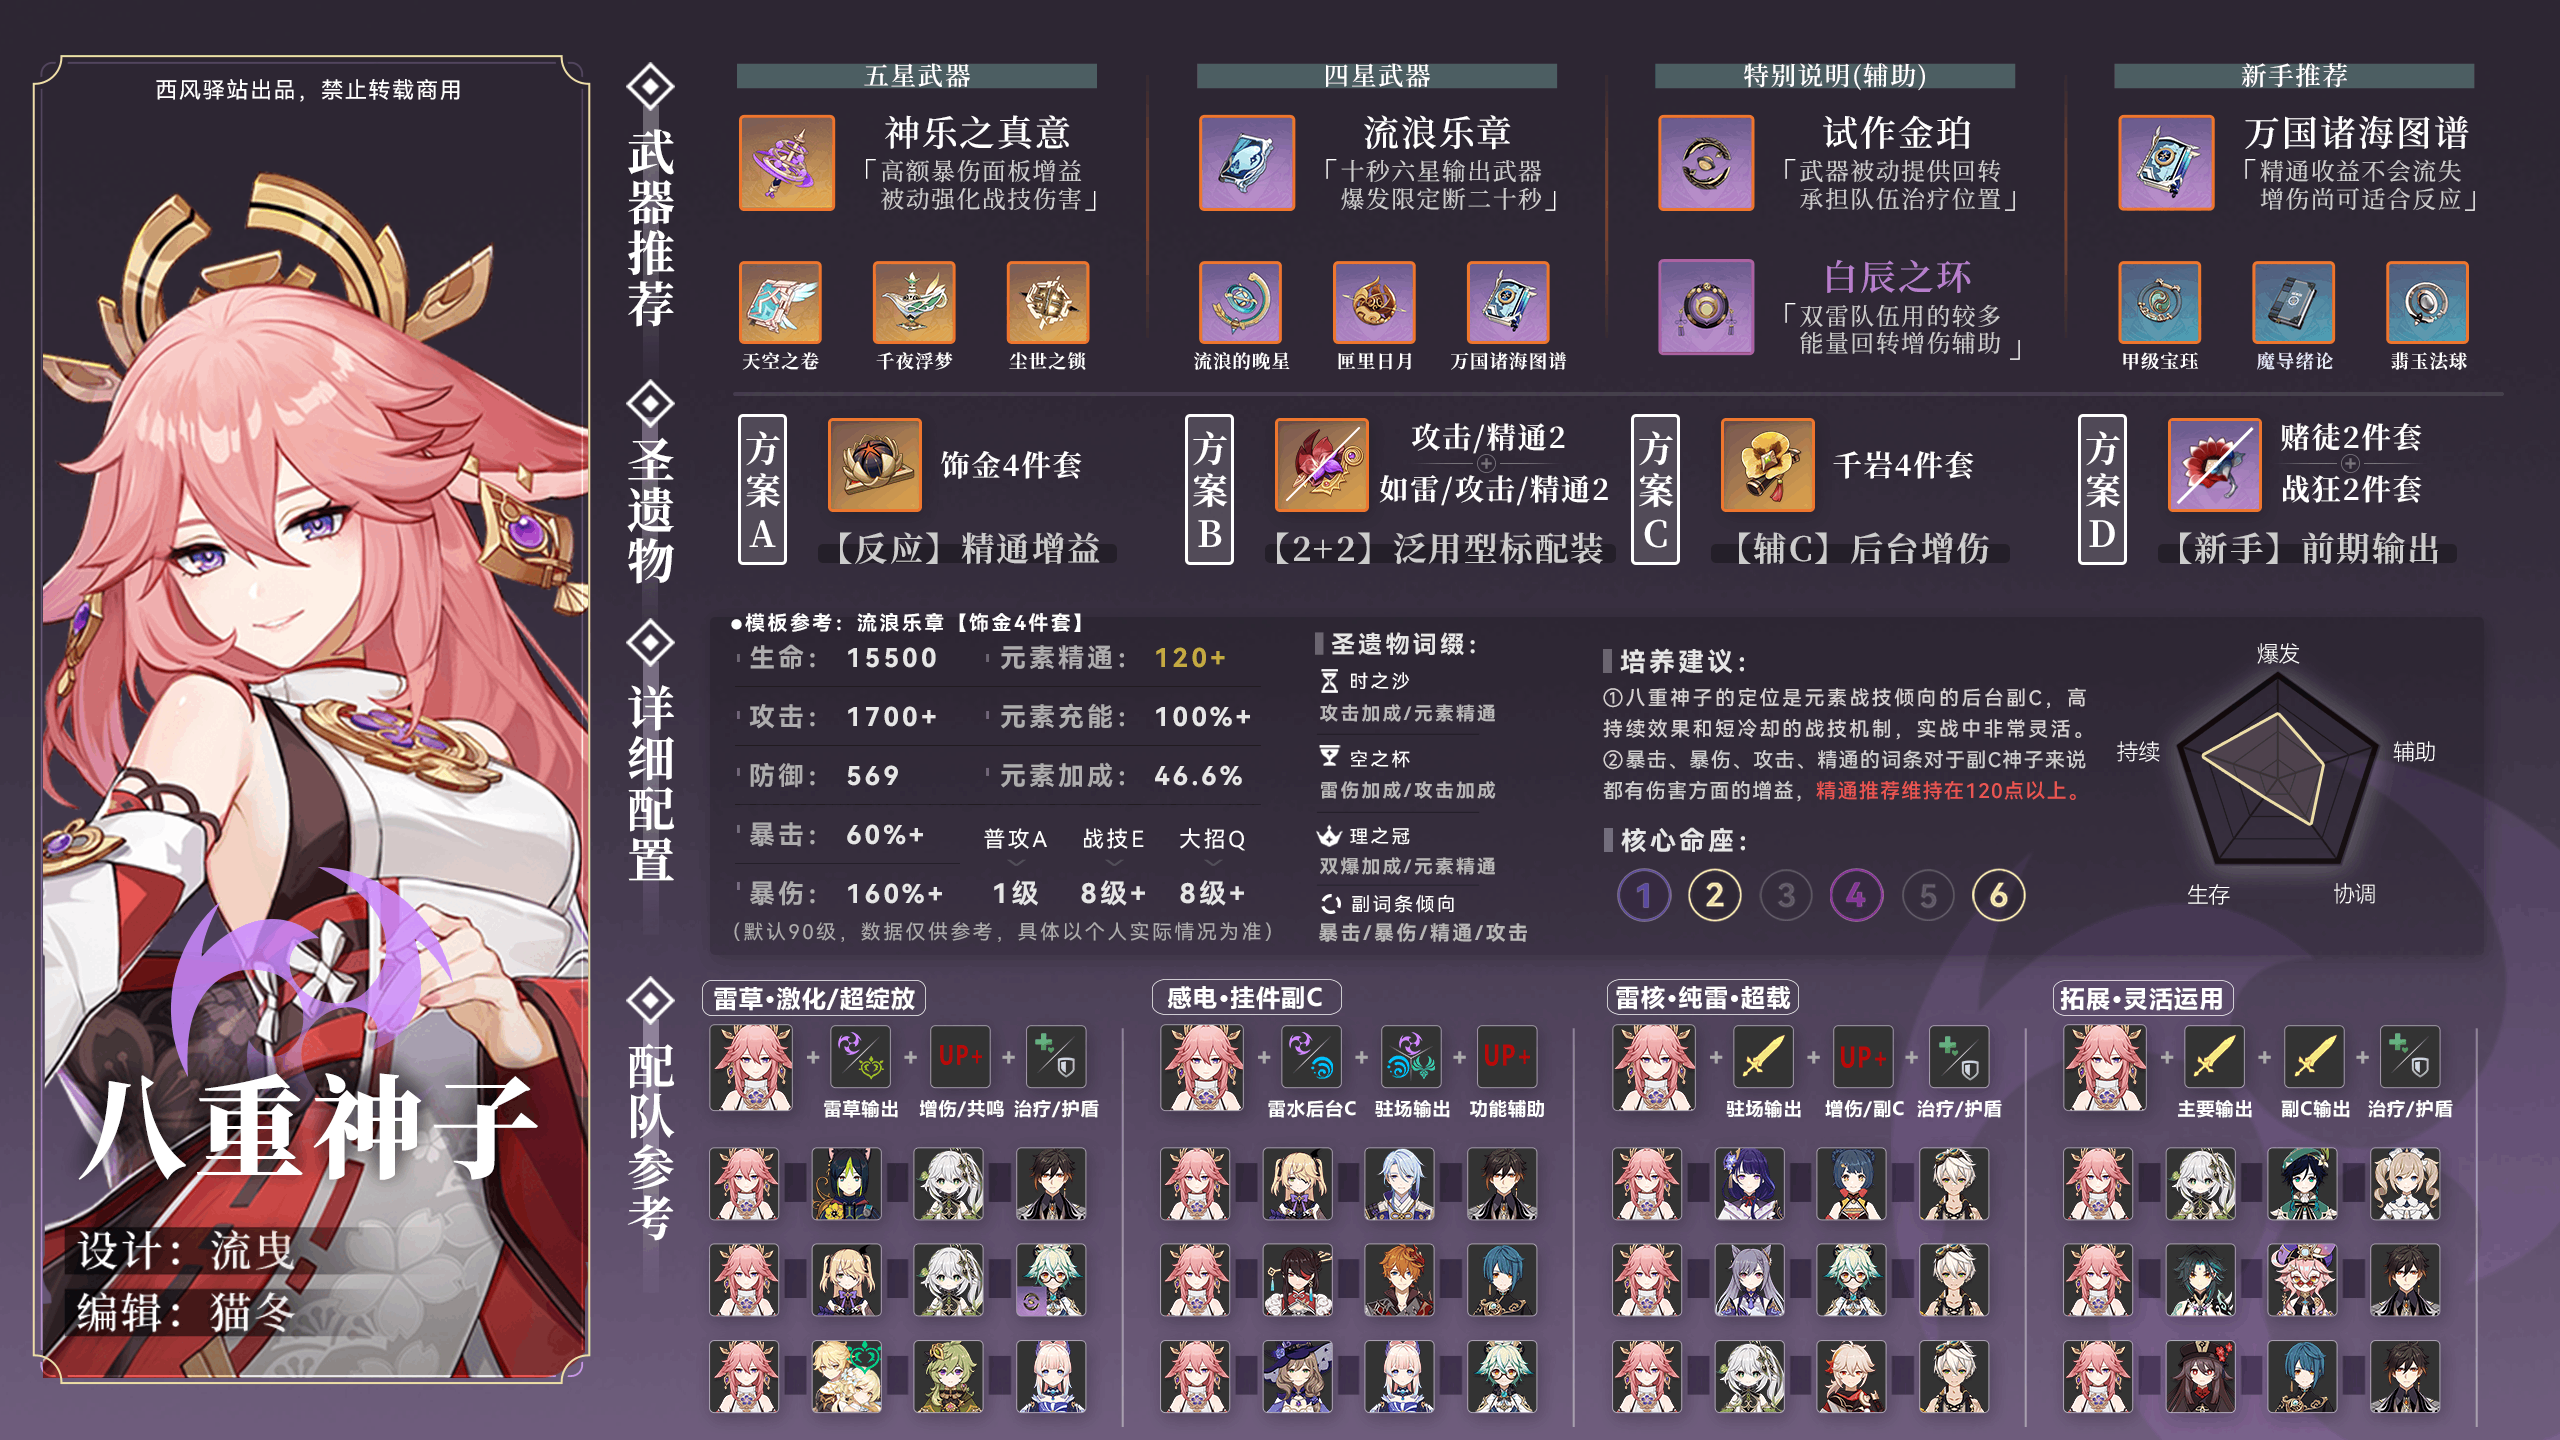 西风驿站出品，禁止转载商用
八重神子
设计：流曳
编辑：猫冬
武器推荐
五星武器
神乐之真意
「高额暴伤面板增益
被动强化战技伤害」
天空之卷
千夜浮梦
尘世之锁
四星武器
流浪乐章
「十秒六星输出武器
爆发限定断二十秒」
流浪的晚星
匣里日月
万国诸海图谱
特别说明(辅助)
试作金珀
「武器被动提供回转
承担队伍治疗位置」
白辰之环
「双雷队伍用的较多
能量回转增伤辅助」
新手推荐
万国诸海图谱
「精通收益不会流失
增伤尚可适合反应」
甲级宝珏
魔导绪论
翡玉法球
圣遗物
方案A
饰金4件套
【反应】精通增益
方案B
攻击/精通2
如雷/攻击/精通2
【2+2】泛用型标配装
方案C
千岩4件套
【辅C】后台增伤
方案D
赌徒2件套
战狂2件套
【新手】前期输出
详细配置
●模板参考：流浪乐章【饰金4件套】
生命：15500 元素精通：120+
攻击：1700+ 元素充能：100%+
防御：569 元素加成：46.6%
暴击：60%+ 普攻A 战技E 大招Q
暴伤：160%+ 1级 8级+ 8级+
(默认90级，数据仅供参考，具体以个人实际情况为准)
圣遗物词缀：
时之沙
攻击加成/元素精通
空之杯
雷伤加成/攻击加成
理之冠
双爆加成/元素精通
副词条倾向
暴击/暴伤/精通/攻击
培养建议：
①八重神子的定位是元素战技倾向的后台副C，高
持续效果和短冷却的战技机制，实战中非常灵活。
②暴击、暴伤、攻击、精通的词条对于副C神子来说
都有伤害方面的增益，精通推荐维持在120点以上。
核心命座：
1 2 3 4 5 6
爆发
持续
辅助
生存
协调
配队参考
雷草·激化/超绽放
+ + UP+ +
雷草输出 增伤/共鸣 治疗/护盾
感电·挂件副C
+ + + UP+
雷水后台C 驻场输出 功能辅助
雷核·纯雷·超载
+ + UP+ +
驻场输出 增伤/副C 治疗/护盾
拓展·灵活运用
+ + +
主要输出 副C输出 治疗/护盾